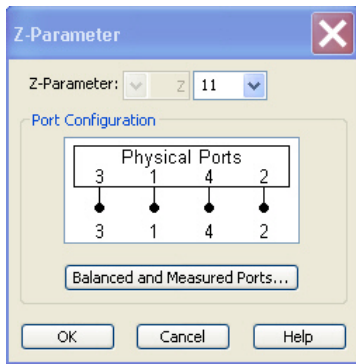 Z-Parameter
Z-Parameter: Z 11
Port Configuration
Physical Ports
3 1 4 2
3 1 4 2
Balanced and Measured Ports...
OK Cancel Help